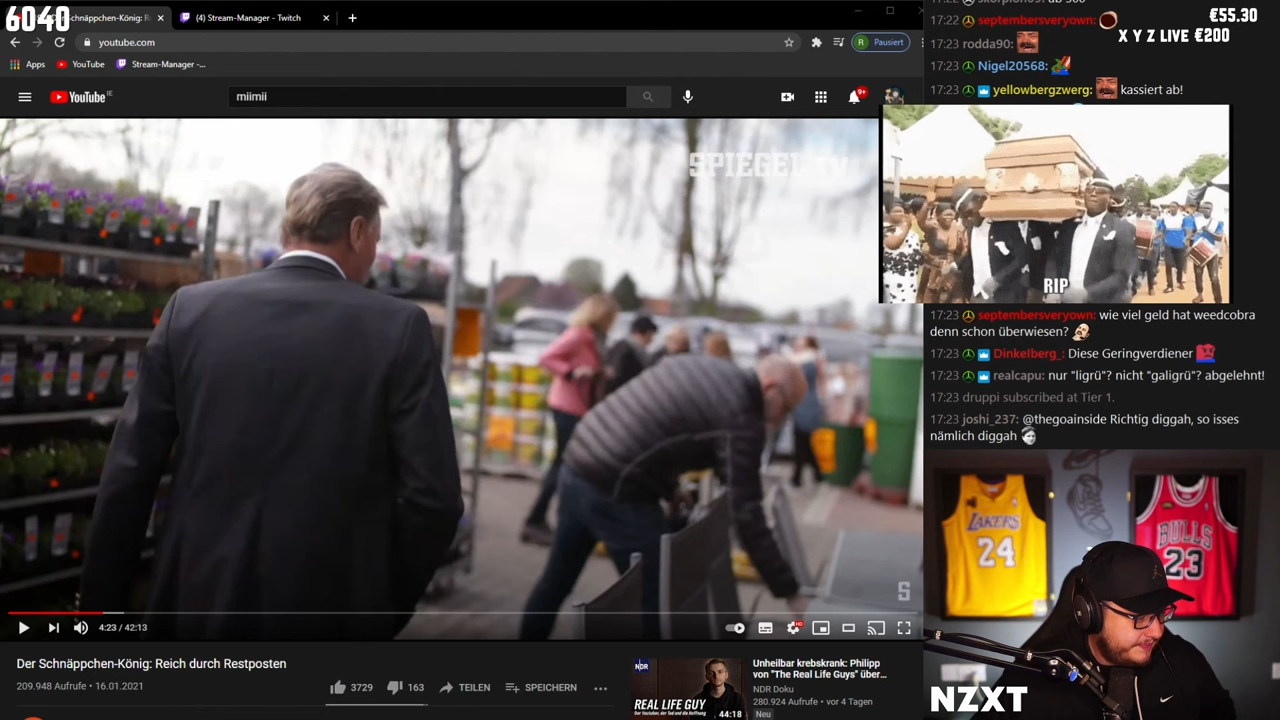 6040
Schnäppchen-König: R
(4) Stream-Manager - Twitch
youtube.com
Pausiert
Apps
YouTube
Stream-Manager -...
YouTube IE
miimii
9+
SPIEGEL TV
S
4:23 / 42:13
HD
Der Schnäppchen-König: Reich durch Restposten
209.948 Aufrufe • 16.01.2021
3729
163
TEILEN
SPEICHERN
NDR
REAL LIFE GUY
44:18
Unheilbar krebskrank: Philipp
von "The Real Life Guys" über...
NDR Doku
280.924 Aufrufe • vor 4 Tagen
Neu
€55.30
X Y Z LIVE €200
17:22 septembersveryown:
17:23 rodda90:
17:23 Nigel20568:
17:23 yellowbergzwerg: kassiert ab!
RIP
17:23 septembersveryown: wie viel geld hat weedcobra
denn schon überwiesen?
17:23 Dinkelberg_: Diese Geringverdiener
17:23 realcapu: nur "ligrü"? nicht "galigrü"? abgelehnt!
17:23 druppi subscribed at Tier 1.
17:23 joshi_237: @thegoainside Richtig diggah, so isses
nämlich diggah
LAKERS
24
BULLS
23
NZXT